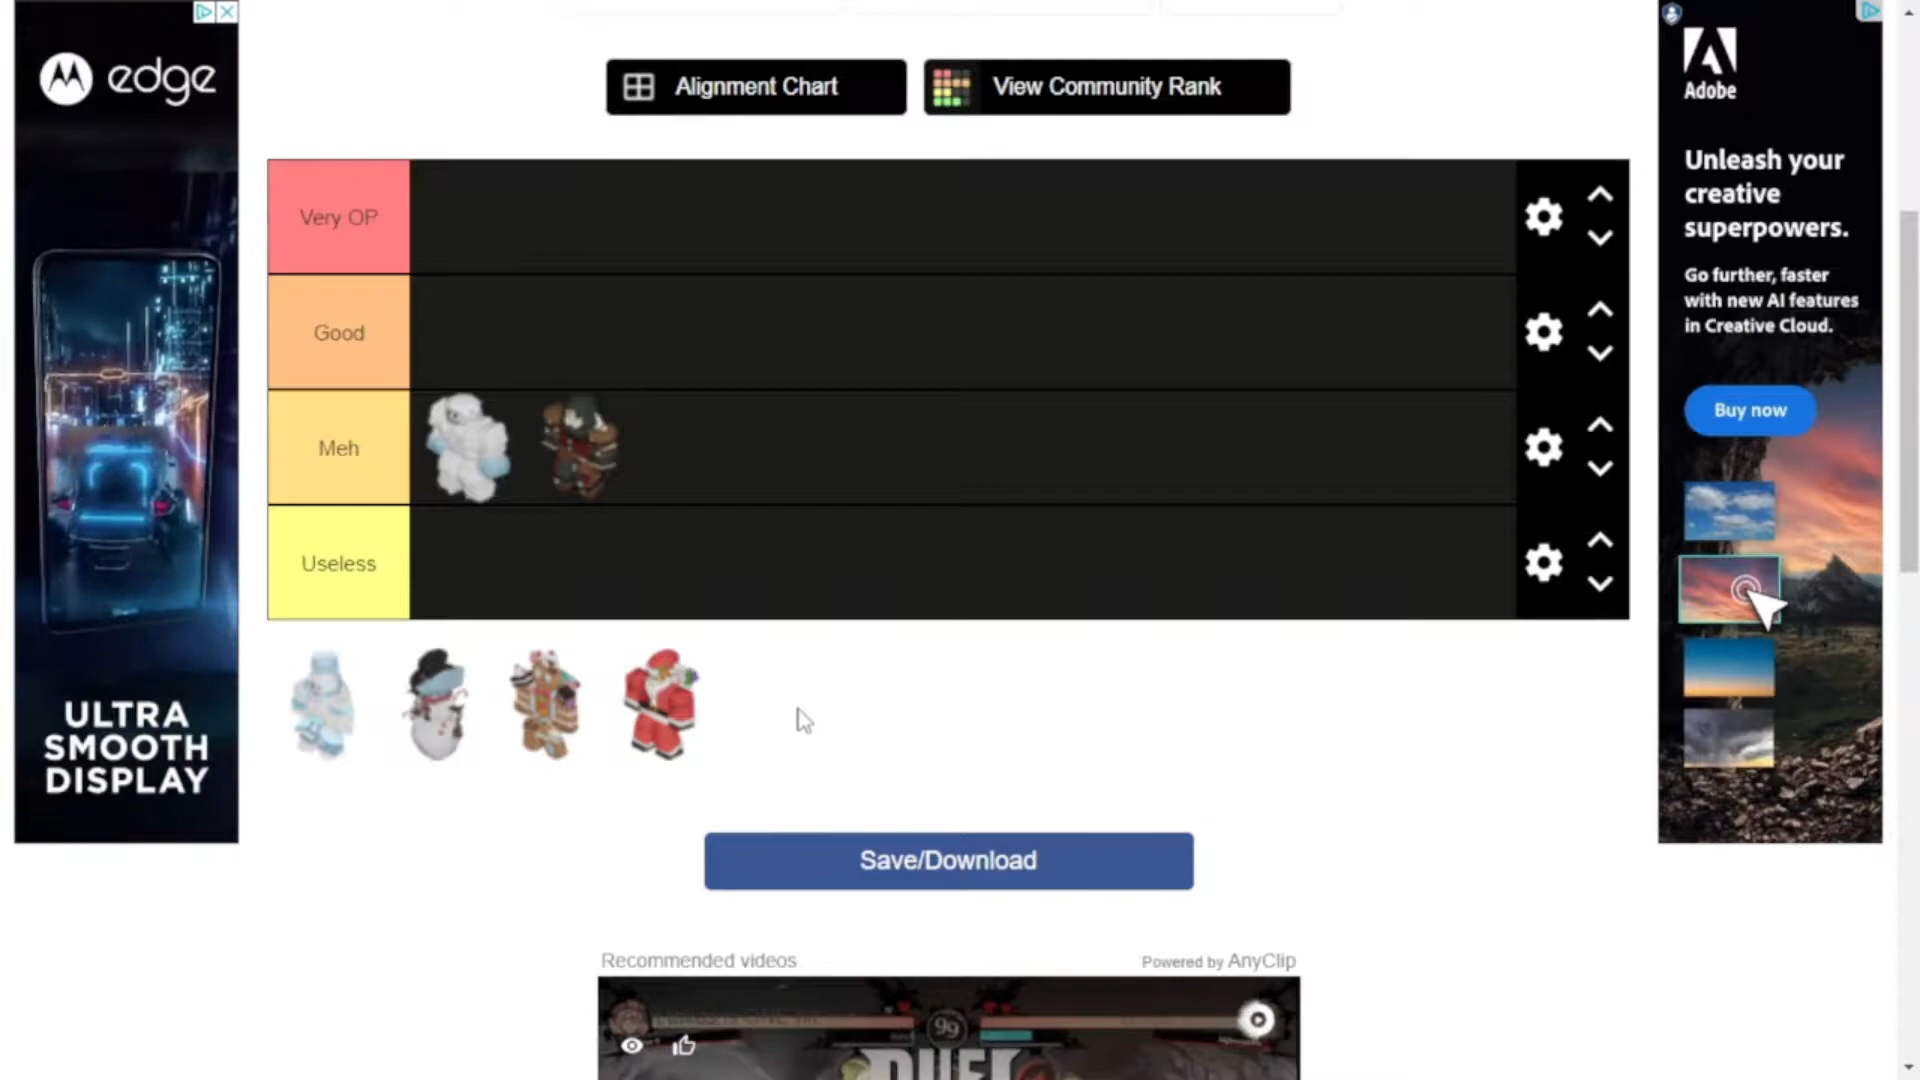 edge
ULTRA
SMOOTH
DISPLAY
Alignment Chart
View Community Rank
Very OP
Good
Meh
Useless
Save/Download
Recommended videos
Powered by AnyClip
99
DUEL
Adobe
Unleash your
creative
superpowers.
Go further, faster
with new AI features
in Creative Cloud.
Buy now